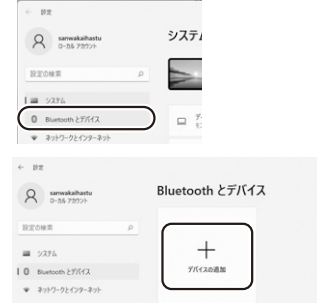 ← 設定
sanwakaihastu
ローカル アカウント
システム
設定の検索
システム
Bluetooth とデバイス
ネットワークとインターネット
← 設定
sanwakaihastu
ローカル アカウント
Bluetooth とデバイス
設定の検索
システム
Bluetooth とデバイス
ネットワークとインターネット
デバイスの追加